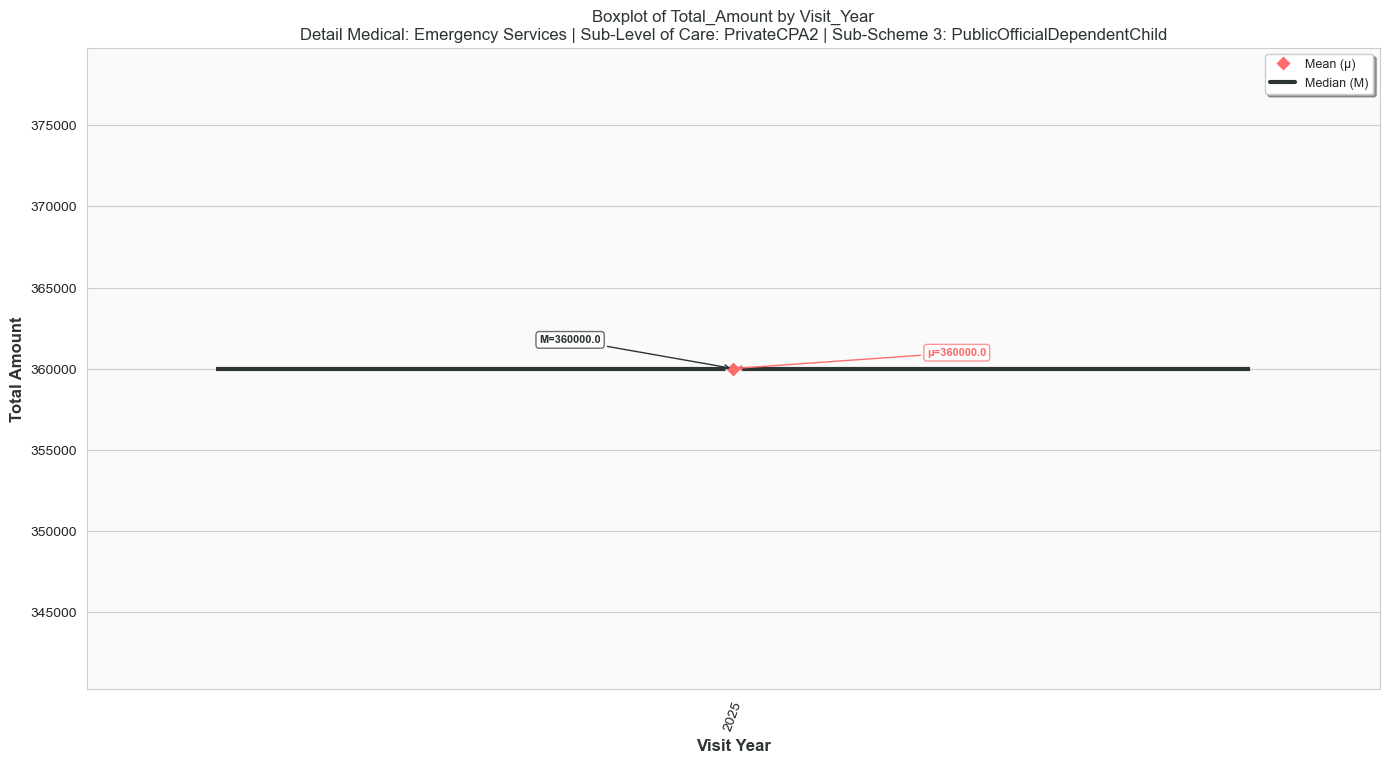 Boxplot of Total_Amount by Visit_Year
Detail Medical: Emergency Services | Sub-Level of Care: PrivateCPA2 | Sub-Scheme 3: PublicOfficialDependentChild
Mean (μ)
Median (M)
375000
370000
365000
360000
355000
350000
345000
Total Amount
M=360000.0
μ=360000.0
2025
Visit Year